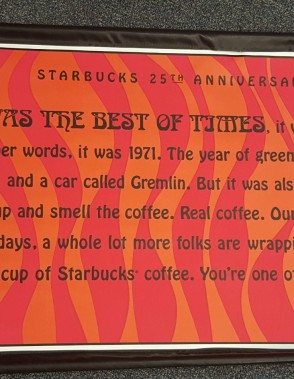 STARBUCKS 25TH ANNIVERSA
WAS THE BEST OF TIMES, it w
er words, it was 1971. The year of green
and a car called Gremlin. But it was als
up and smell the coffee. Real coffee. Our
days, a whole lot more folks are wrappi
cup of Starbucks® coffee. You're one o